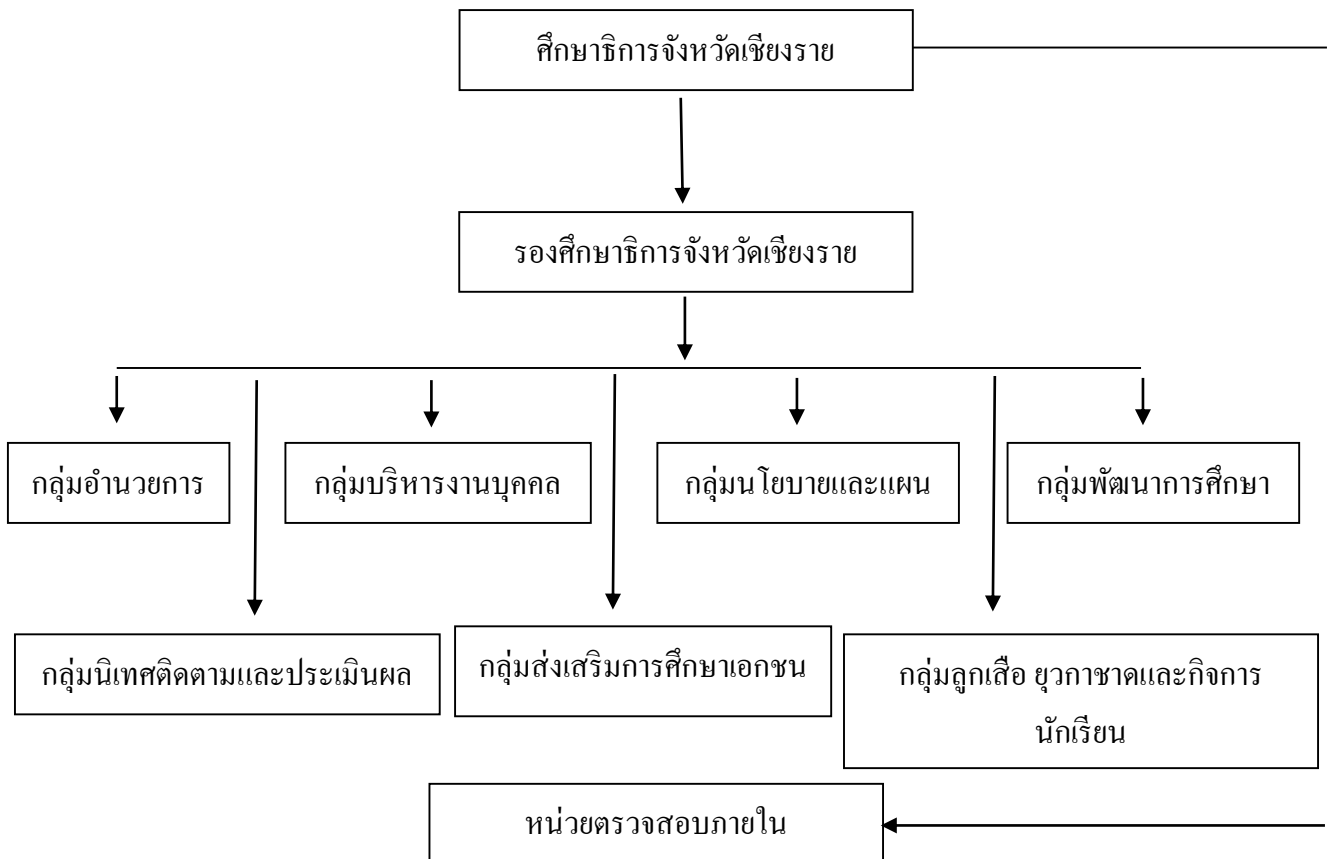 ศึกษาธิการจังหวัดเชียงราย
รองศึกษาธิการจังหวัดเชียงราย
กลุ่มอำนวยการ
กลุ่มบริหารงานบุคคล
กลุ่มนโยบายและแผน
กลุ่มพัฒนาการศึกษา
กลุ่มนิเทศติดตามและประเมินผล
กลุ่มส่งเสริมการศึกษาเอกชน
กลุ่มลูกเสือ ยุวกาชาดและกิจการ
นักเรียน
หน่วยตรวจสอบภายใน